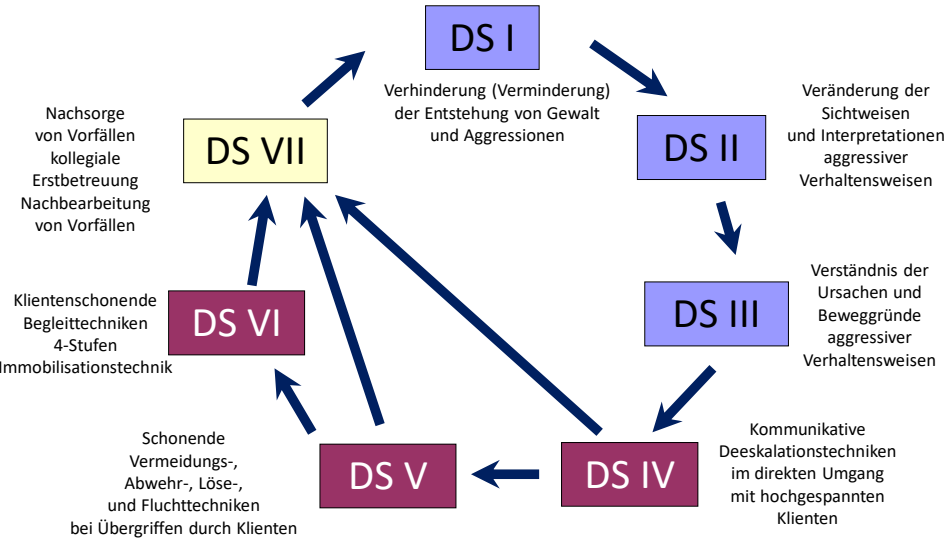 DS I
Verhinderung (Verminderung)
der Entstehung von Gewalt
und Aggressionen
DS II
Veränderung der
Sichtweisen
und Interpretationen
aggressiver
Verhaltensweisen
DS III
Verständnis der
Ursachen und
Beweggründe
aggressiver
Verhaltensweisen
DS IV
Kommunikative
Deeskalationstechniken
im direkten Umgang
mit hochgespannten
Klienten
DS V
Schonende
Vermeidungs-,
Abwehr-, Löse-,
und Fluchttechniken
bei Übergriffen durch Klienten
DS VI
Klientenschonende
Begleittechniken
4-Stufen
Immobilisationstechnik
DS VII
Nachsorge
von Vorfällen
kollegiale
Erstbetreuung
Nachbearbeitung
von Vorfällen